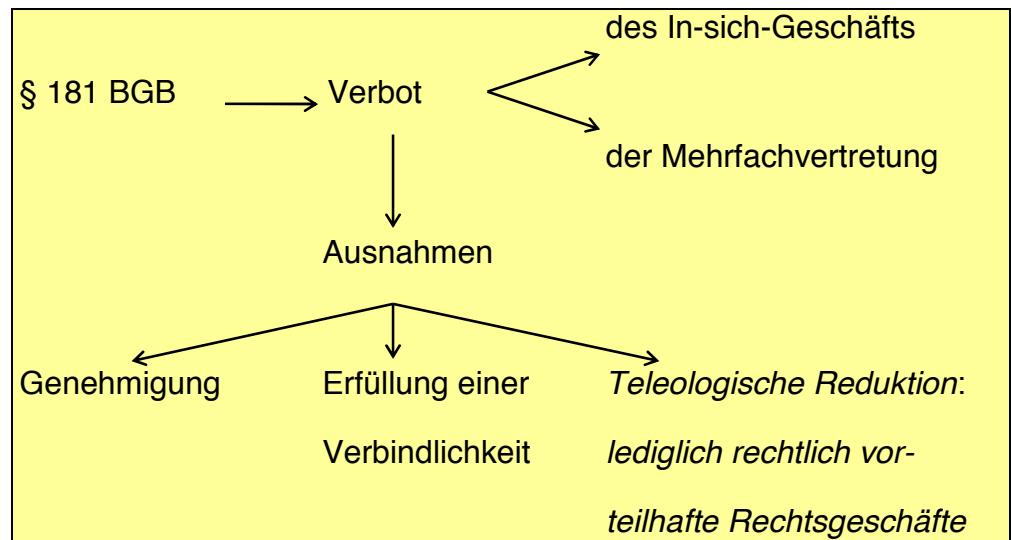 des In-sich-Geschäfts
§ 181 BGB
Verbot
der Mehrfachvertretung
Ausnahmen
Genehmigung
Erfüllung einer
Verbindlichkeit
Teleologische Reduktion:
lediglich rechtlich vor-
teilhafte Rechtsgeschäfte